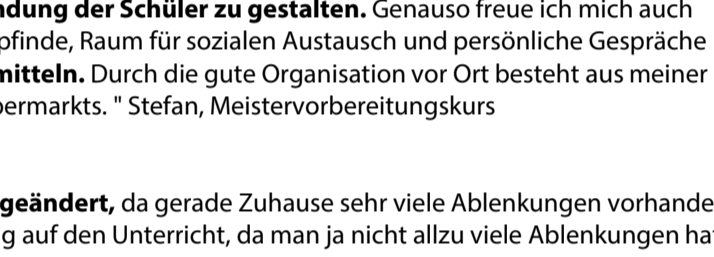 ndung der Schüler zu gestalten. Genauso freue ich mich auch
pfinde, Raum für sozialen Austausch und persönliche Gespräche
mitteln. Durch die gute Organisation vor Ort besteht aus meiner
permarkts. " Stefan, Meistervorbereitungskurs
geändert, da gerade Zuhause sehr viele Ablenkungen vorhande
g auf den Unterricht, da man ja nicht allzu viele Ablenkungen ha